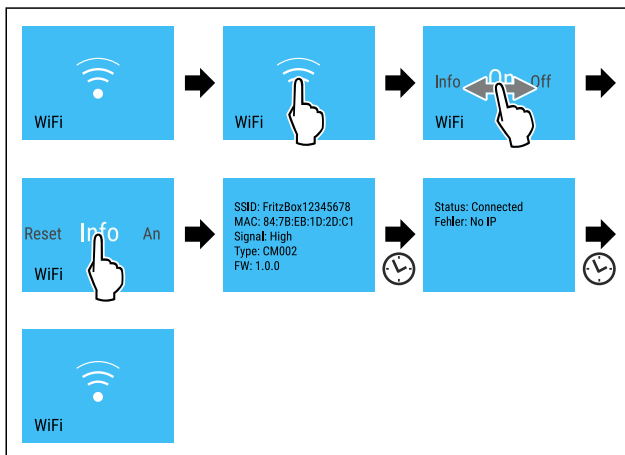 WiFi
WiFi
Info On Off
WiFi
Reset Info An
WiFi
SSID: FritzBox12345678
MAC: 84:7B:EB:1D:2D:C1
Signal: High
Type: CM002
FW: 1.0.0
Status: Connected
Fehler: No IP
WiFi